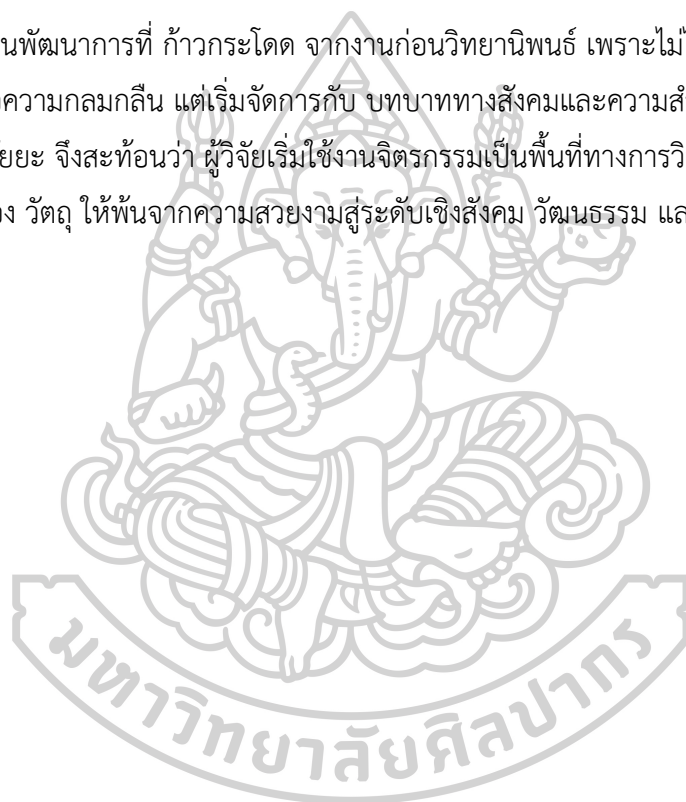 นพัฒนาการที่ ก้าวกระโดด จากงานก่อนวิทยานิพนธ์ เพราะไม่
ความกลมกลืน แต่เริ่มจัดการกับ บทบาททางสังคมและความสำ
ยยะ จึงสะท้อนว่า ผู้วิจัยเริ่มใช้งานจิตรกรรมเป็นพื้นที่ทางการวิ
ง วัตถุ ให้พ้นจากความสวยงามสู่ระดับเชิงสังคม วัฒนธรรม แล
มหาวิทยาลัยศิลปากร